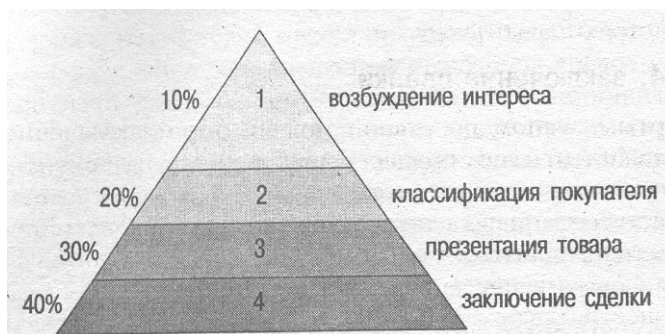 10% 1 возбуждение интереса
20% 2 классификация покупателя
30% 3 презентация товара
40% 4 заключение сделки